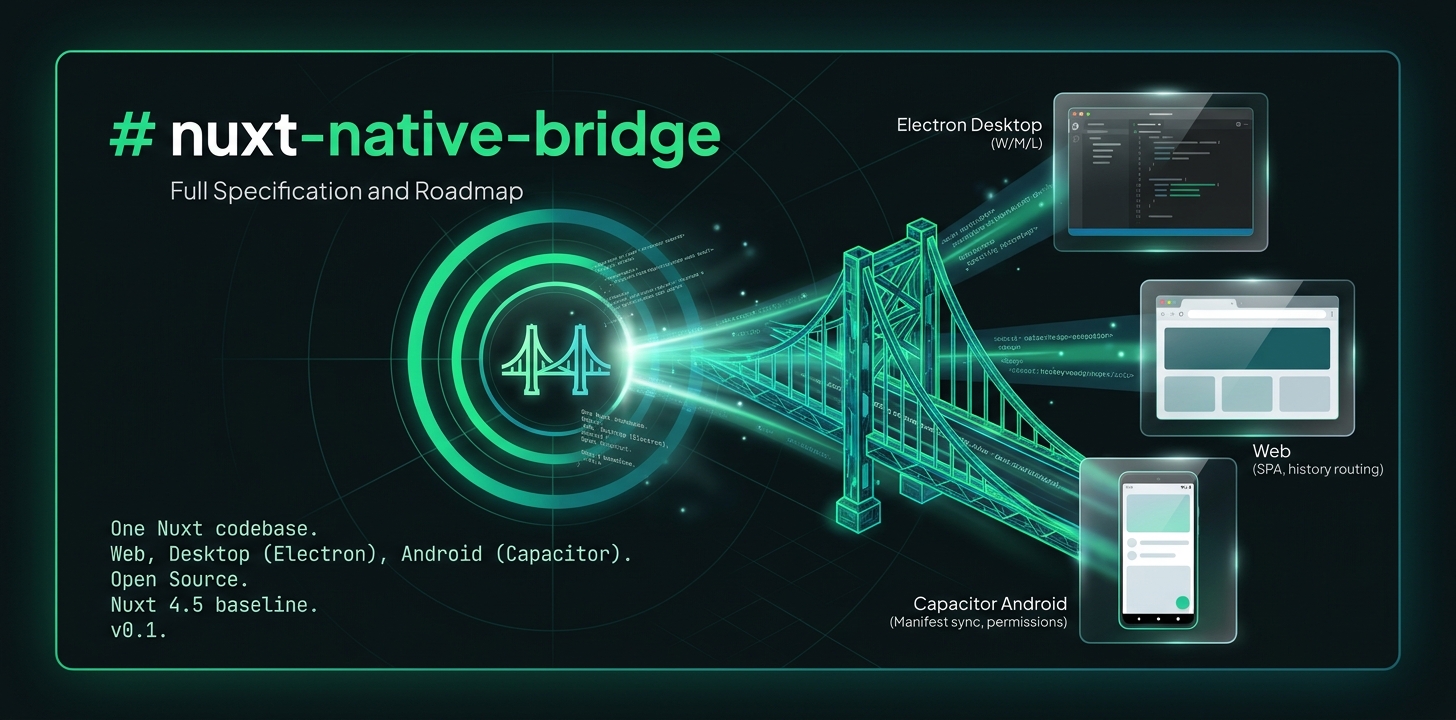 # nuxt-native-bridge
Full Specification and Roadmap
Electron Desktop
(W/M/L)
Web
(SPA, history routing)
Capacitor Android
(Manifest sync, permissions)
One Nuxt codebase.
Web, Desktop (Electron), Android (Capacitor).
Open Source.
Nuxt 4.5 baseline.
v0.1.